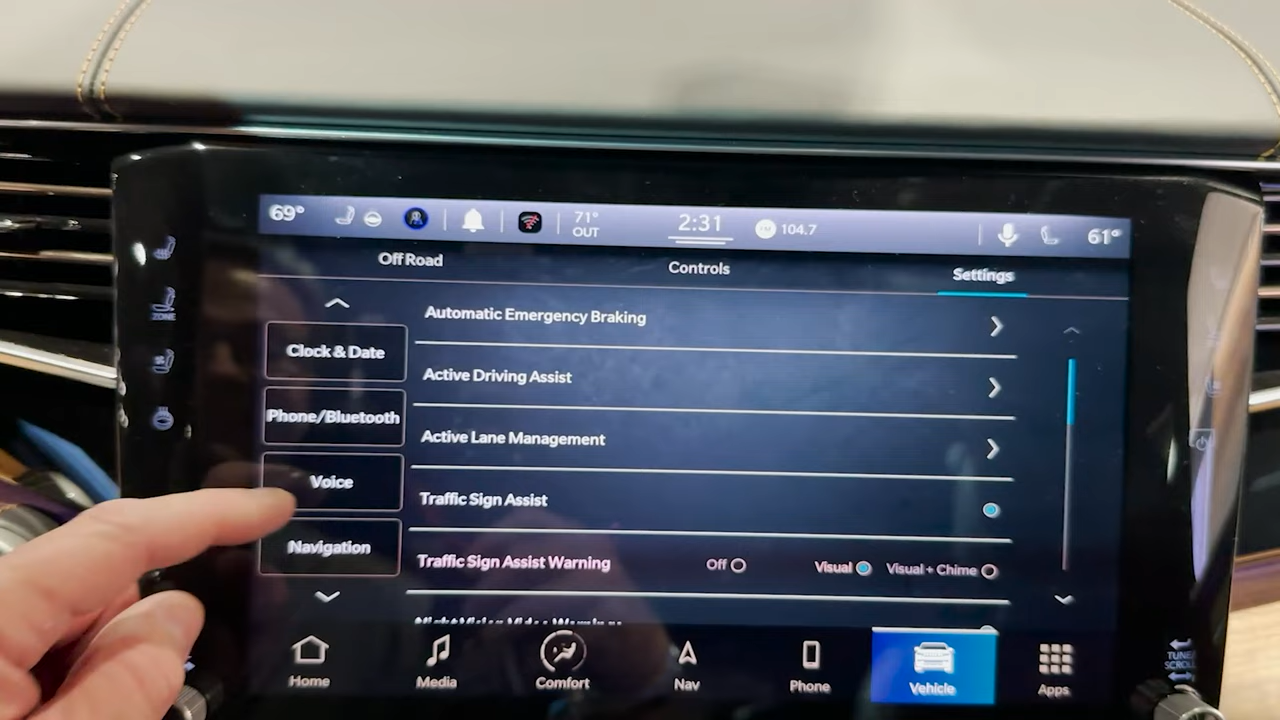 69° 71° 2:31 104.7 61°
OUT
Off Road Controls Settings
Automatic Emergency Braking
Clock & Date
Active Driving Assist
Phone/Bluetooth
Active Lane Management
Voice
Traffic Sign Assist
Navigation
Traffic Sign Assist Warning Off Visual Visual + Chime
Home Media Comfort Nav Phone Vehicle Apps
ZONE
TUNE
SCROLL